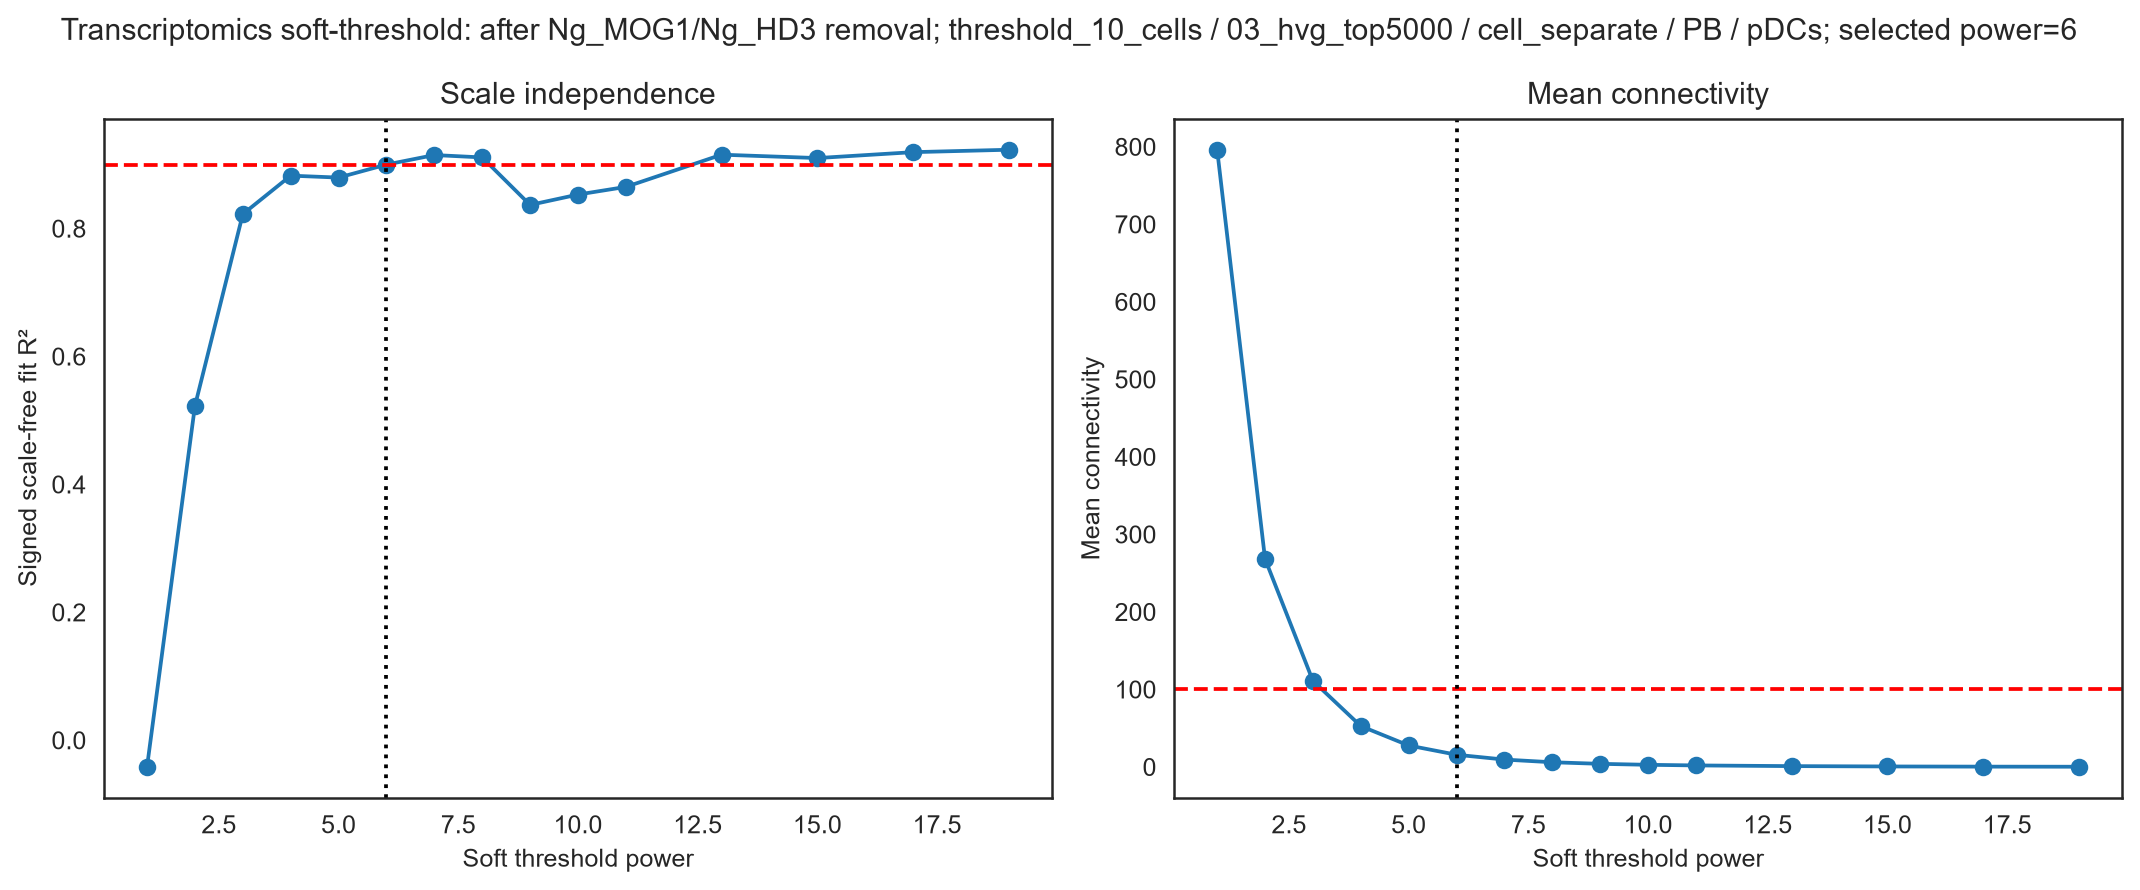 Transcriptomics soft-threshold: after Ng_MOG1/Ng_HD3 removal; threshold_10_cells / 03_hvg_top5000 / cell_separate / PB / pDCs; selected power=6
Scale independence
Signed scale-free fit R²
0.8
0.6
0.4
0.2
0.0
2.5 5.0 7.5 10.0 12.5 15.0 17.5
Soft threshold power
Mean connectivity
Mean connectivity
800
700
600
500
400
300
200
100
0
2.5 5.0 7.5 10.0 12.5 15.0 17.5
Soft threshold power